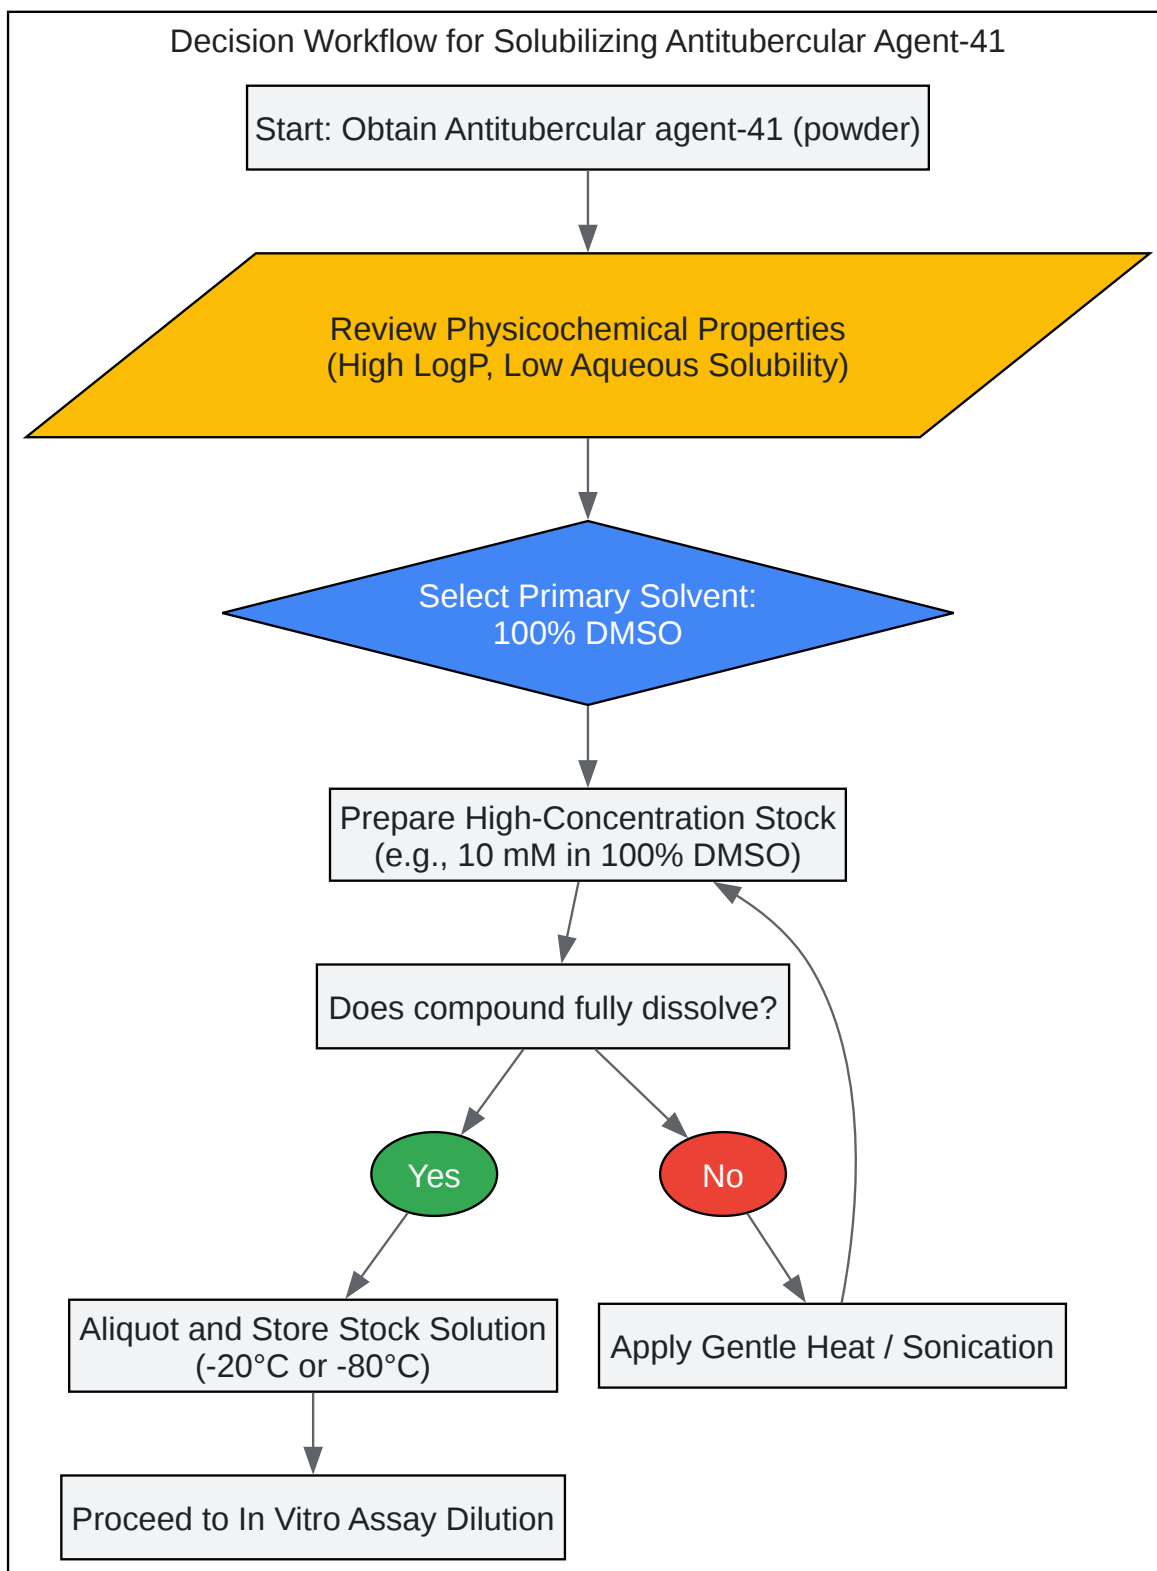 Decision Workflow for Solubilizing Antitubercular Agent-41
Start: Obtain Antitubercular agent-41 (powder)
Review Physicochemical Properties
(High LogP, Low Aqueous Solubility)
Select Primary Solvent:
100% DMSO
Prepare High-Concentration Stock
(e.g., 10 mM in 100% DMSO)
Does compound fully dissolve?
Yes
No
Aliquot and Store Stock Solution
(-20°C or -80°C)
Apply Gentle Heat / Sonication
Proceed to In Vitro Assay Dilution